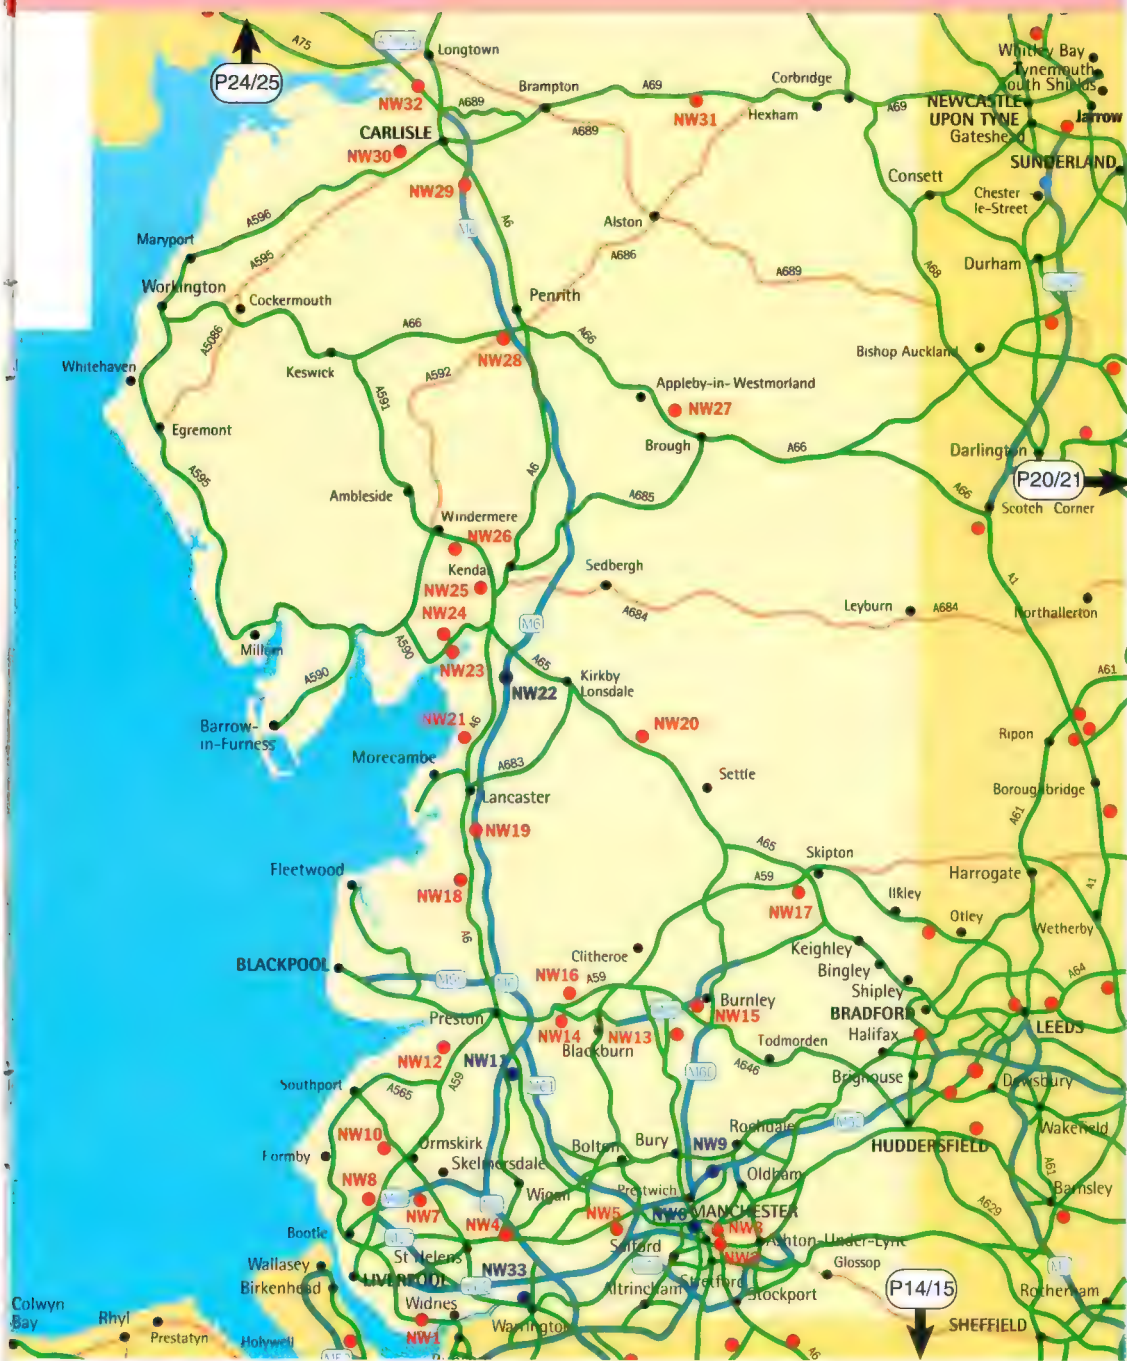 A75
Longtown
Whitley Bay
Tynemouth
South Shields
P24/25
NW32
A689
Brampton
A69
NW31
Corbridge
Hexham
A69
NEWCASTLE
UPON TYNE
Gateshead
Jarrow
CARLISLE
A689
NW30
SUNDERLAND
NW29
Consett
Chester
le-Street
A6
M6
Alston
A596
Maryport
A595
A686
A689
A68
Durham
Workington
Cockermouth
Penrith
A5086
A66
A66
Whitehaven
Keswick
NW28
A592
Bishop Auckland
A591
Appleby-in-Westmorland
NW27
Egremont
Brough
A66
Darlington
A595
A6
A685
A66
P20/21
Ambleside
Scotch Corner
Windermere
NW26
Kendal
Sedbergh
NW25
A1
NW24
A684
Leyburn
A684
Northallerton
M6
Millom
A590
NW23
A65
Kirkby
Lonsdale
A590
NW22
A61
NW21
A6
NW20
Barrow-
in-Furness
Ripon
Morecambe
A683
Settle
Lancaster
Boroughbridge
A61
NW19
A65
Skipton
Fleetwood
A59
Harrogate
NW18
NW17
Ilkley
A1
Otley
Wetherby
A6
Keighley
Clitheroe
BLACKPOOL
Bingley
A64
NW16
A59
Shipley
M6
Burnley
Preston
NW15
BRADFORD
NW14
NW13
LEEDS
Blackburn
Todmorden
Halifax
NW12
NW11
A646
Southport
A565
A59
M61
M66
Brighouse
Dewsbury
Rochdale
M62
NW10
Wakefield
Ormskirk
Bolton
Bury
NW9
HUDDERSFIELD
Formby
Skelmersdale
A61
Oldham
NW8
Wigan
Prestwich
A629
Barnsley
NW7
NW5
NW6
MANCHESTER
NW4
NW3
Bootle
Salford
NW2
Ashton-Under-Lyne
St Helens
Wallasey
LIVERPOOL
NW33
Stretford
Glossop
Birkenhead
Altrincham
P14/15
Rotherham
Colwyn
Bay
Rhyl
Widnes
Stockport
Prestatyn
Holywell
NW1
Warrington
SHEFFIELD
A6